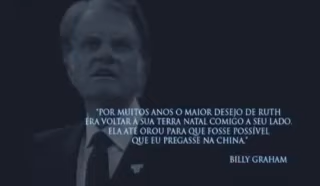 "POR MUITOS ANOS O MAIOR DESEJO DE RUTH
ERA VOLTAR À SUA TERRA NATAL COMIGO A SEU LADO.
ELA ATÉ OROU PARA QUE FOSSE POSSÍVEL
QUE EU PREGASSE NA CHINA."
BILLY GRAHAM